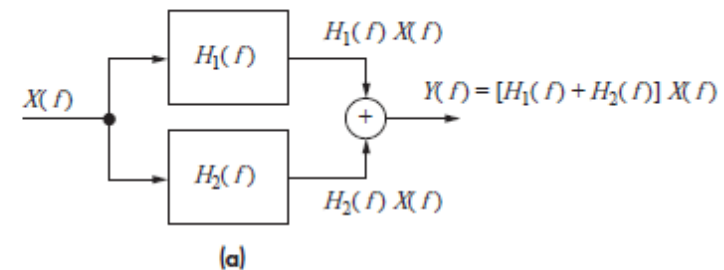 H₁(f) X(f)
H₁(f)
X(f)
+
Y(f) = [H₁(f) + H₂(f)] X(f)
H₂(f)
H₂(f) X(f)
(a)